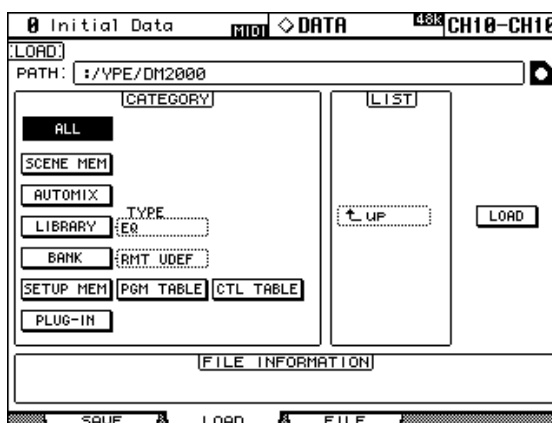 0 Initial Data MIDI ◇DATA 48K CH10-CH16
LOAD
PATH: :/YPE/DM2000
CATEGORY LIST
ALL
SCENE MEM
AUTOMIX
TYPE
LIBRARY EQ
↑ UP LOAD
BANK RMT UDEF
SETUP MEM PGM TABLE CTL TABLE
PLUG-IN
FILE INFORMATION
SAVE LOAD FILE